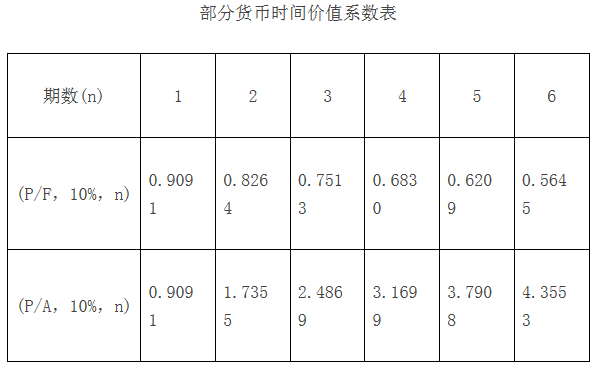 部分货币时间价值系数表
期数(n) 1 2 3 4 5 6
(P/F，10%，n) 0.9091 0.8264 0.7513 0.6830 0.6209 0.5645
(P/A，10%，n) 0.9091 1.7355 2.4869 3.1699 3.7908 4.3553